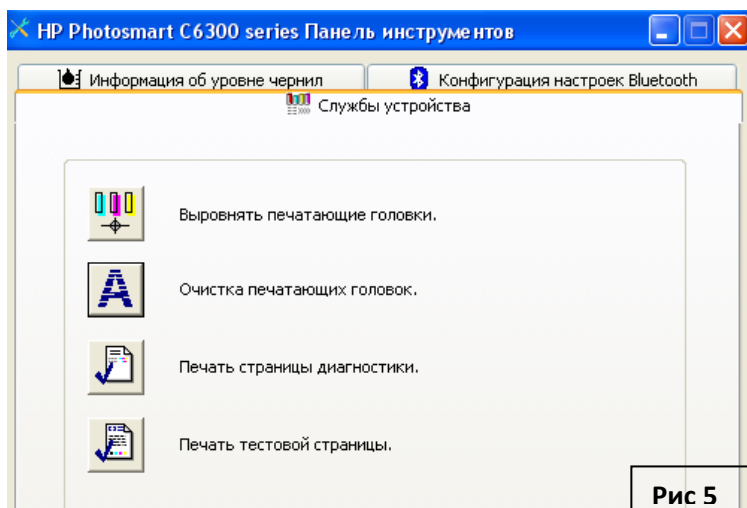 HP Photosmart C6300 series Панель инструментов
Информация об уровне чернил
Конфигурация настроек Bluetooth
Службы устройства
Выровнять печатающие головки.
Очистка печатающих головок.
Печать страницы диагностики.
Печать тестовой страницы.
Рис 5